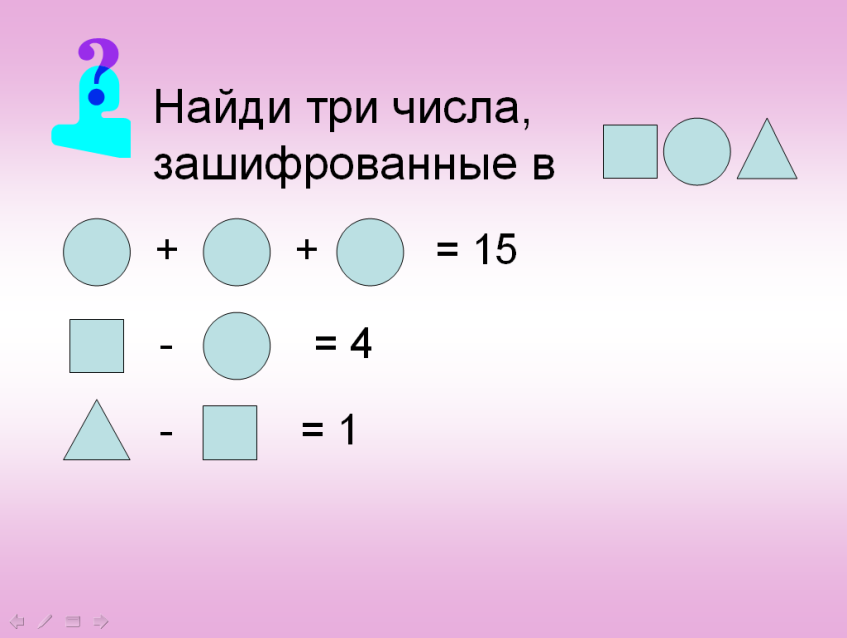 ?
Найди три числа,
зашифрованные в
+ + = 15
- = 4
- = 1